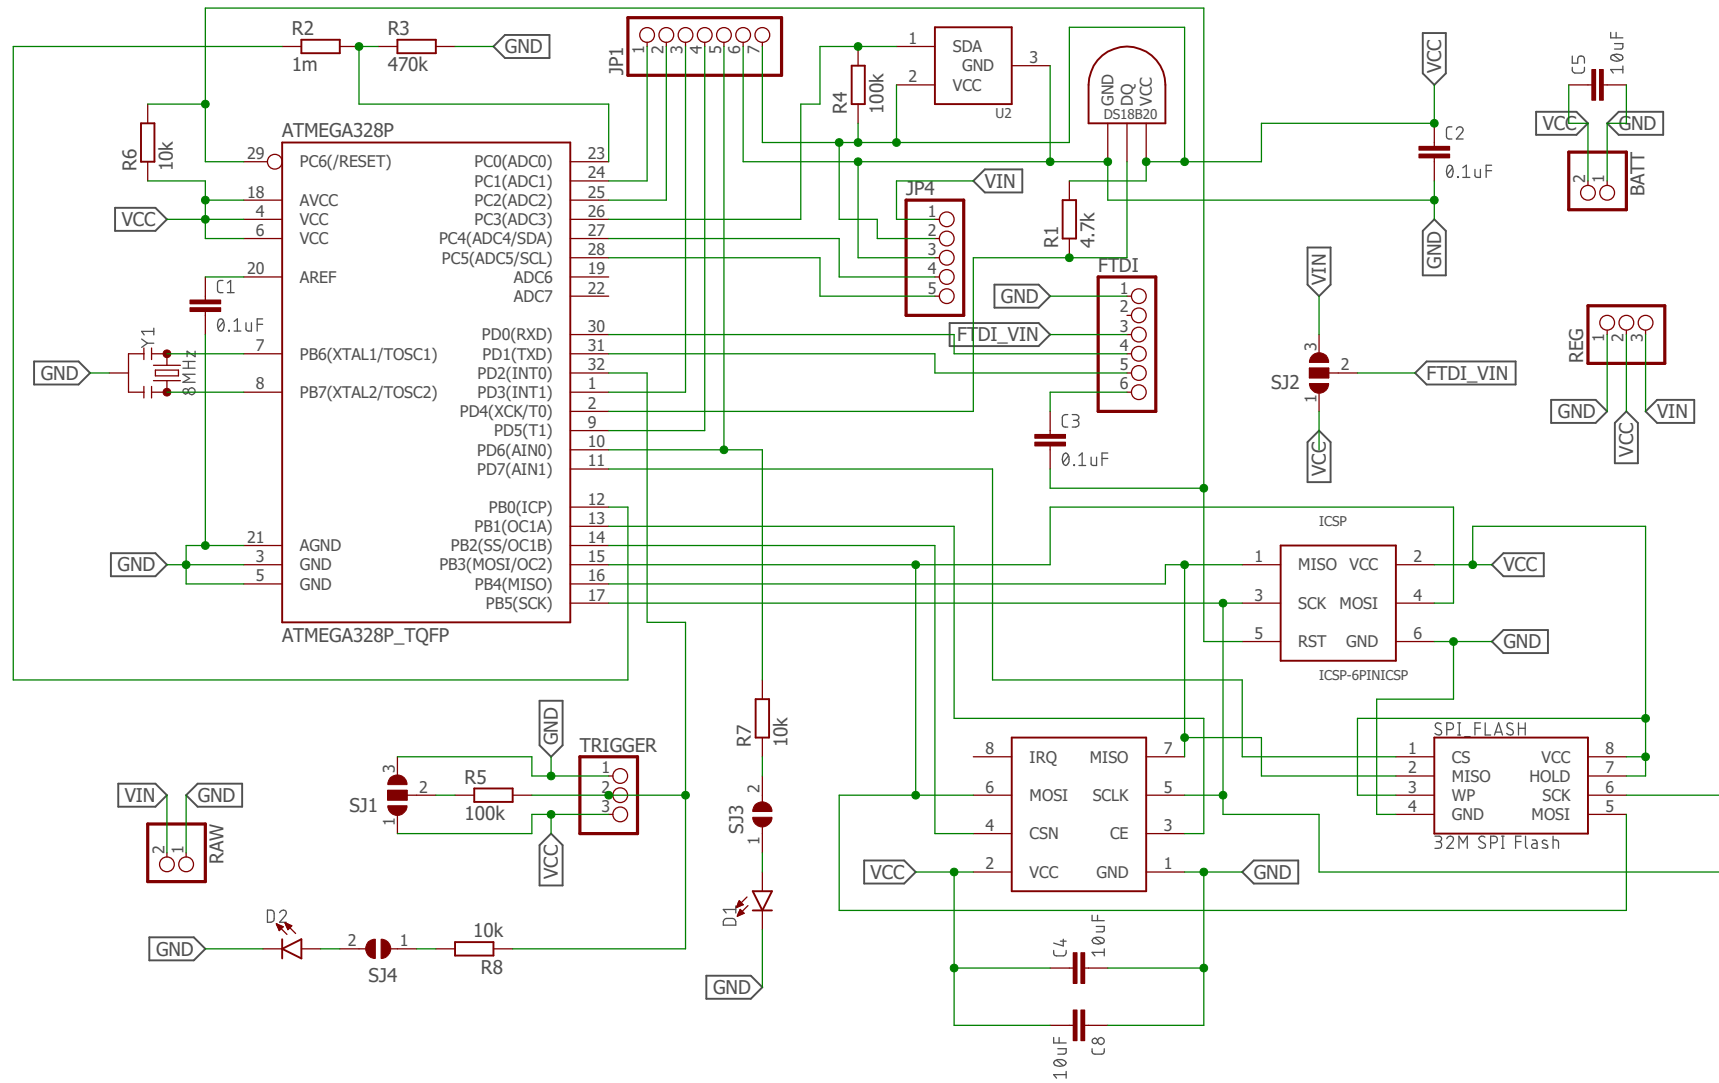 R2
1m
R3
470k
GND
JP1
1
2
3
4
5
6
7
R4
100k
1
SDA
GND
3
2
VCC
U2
GND
DQ
VCC
DS18B20
VCC
C2
0.1uF
GND
C5
10uF
VCC
GND
2
1
BATT
R6
10k
ATMEGA328P
29
PC6(/RESET)
18
AVCC
VCC
4
VCC
6
VCC
20
AREF
C1
0.1uF
Y1
8MHz
GND
7
PB6(XTAL1/TOSC1)
8
PB7(XTAL2/TOSC2)
21
AGND
GND
3
GND
5
GND
PC0(ADC0)
23
PC1(ADC1)
24
PC2(ADC2)
25
PC3(ADC3)
26
PC4(ADC4/SDA)
27
PC5(ADC5/SCL)
28
ADC6
19
ADC7
22
PD0(RXD)
30
PD1(TXD)
31
PD2(INT0)
32
PD3(INT1)
1
PD4(XCK/T0)
2
PD5(T1)
9
PD6(AIN0)
10
PD7(AIN1)
11
PB0(ICP)
12
PB1(OC1A)
13
PB2(SS/OC1B)
14
PB3(MOSI/OC2)
15
PB4(MISO)
16
PB5(SCK)
17
ATMEGA328P_TQFP
VIN
JP4
1
2
3
4
5
R1
4.7k
FTDI
GND
1
2
FTDI_VIN
3
4
5
6
C3
0.1uF
VIN
3
SJ2
2
FTDI_VIN
1
VCC
REG
1
2
3
GND
VIN
VCC
ICSP
1
MISO
VCC
2
VCC
3
SCK
MOSI
4
5
RST
GND
6
GND
ICSP-6PINICSP
SPI_FLASH
1
CS
VCC
8
2
MISO
HOLD
7
3
WP
SCK
6
4
GND
MOSI
5
32M SPI Flash
8
IRQ
MISO
7
6
MOSI
SCLK
5
4
CSN
CE
3
VCC
2
VCC
GND
1
GND
C4
10uF
10uF
C8
R7
10k
2
SJ3
1
D1
GND
GND
TRIGGER
1
2
3
3
SJ1
2
R5
100k
1
VCC
VIN
GND
2
1
RAW
D2
GND
2
SJ4
1
10k
R8